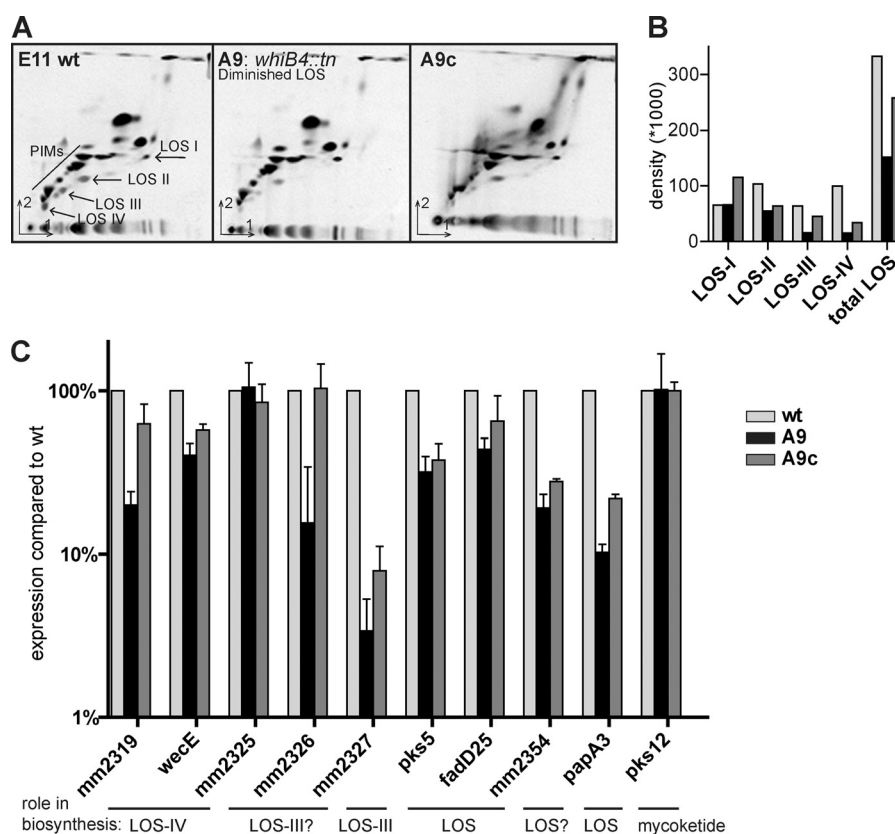 A
E11 wt
A9: whiB4::tn
Diminished LOS
A9c
PIMs
LOS I
LOS II
LOS III
LOS IV
2
1
2
1
2
1
B
density (*1000)
300
200
100
0
LOS-I
LOS-II
LOS-III
LOS-IV
total LOS
C
expression compared to wt
100%
10%
1%
wt
A9
A9c
mm2319
wecE
mm2325
mm2326
mm2327
pks5
fadD25
mm2354
papA3
pks12
role in
biosynthesis: LOS-IV LOS-III? LOS-III LOS LOS? LOS mycoketide